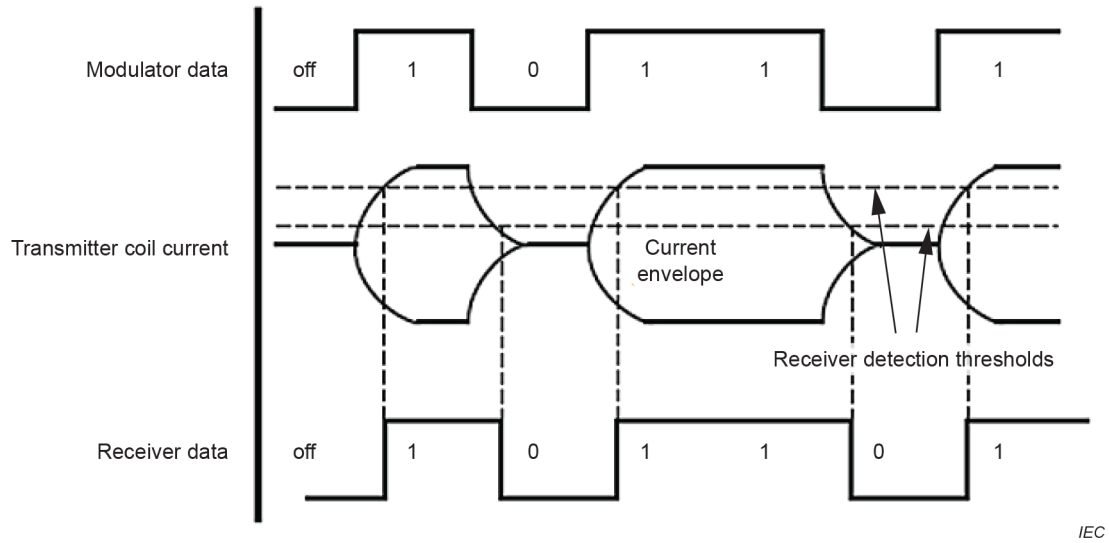 Modulator data off 1 0 1 1 1
Transmitter coil current
Current
envelope
Receiver detection thresholds
Receiver data off 1 0 1 1 0 1
IEC